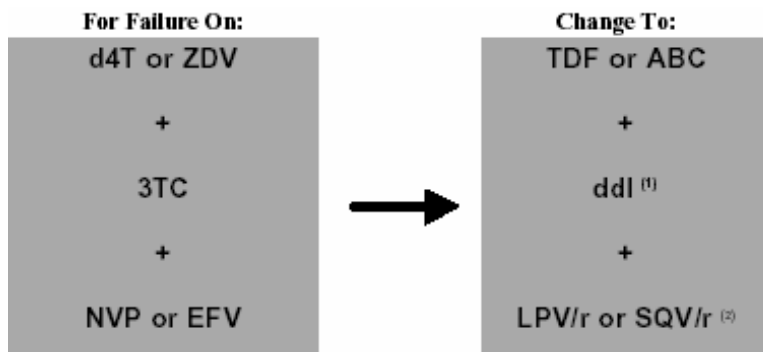 For Failure On:
d4T or ZDV
+
3TC
+
NVP or EFV
Change To:
TDF or ABC
+
ddI (1)
+
LPV/r or SQV/r (2)